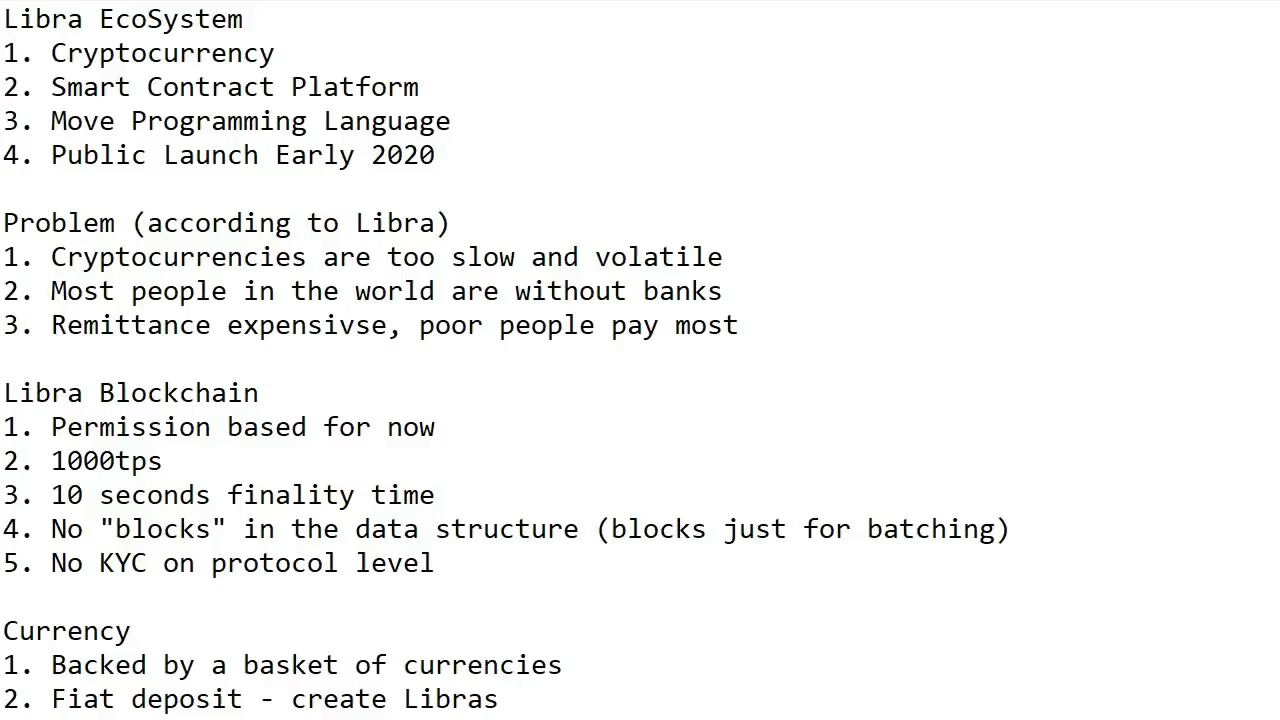 Libra EcoSystem
1. Cryptocurrency
2. Smart Contract Platform
3. Move Programming Language
4. Public Launch Early 2020
Problem (according to Libra)
1. Cryptocurrencies are too slow and volatile
2. Most people in the world are without banks
3. Remittance expensivse, poor people pay most
Libra Blockchain
1. Permission based for now
2. 1000tps
3. 10 seconds finality time
4. No "blocks" in the data structure (blocks just for batching)
5. No KYC on protocol level
Currency
1. Backed by a basket of currencies
2. Fiat deposit - create Libras